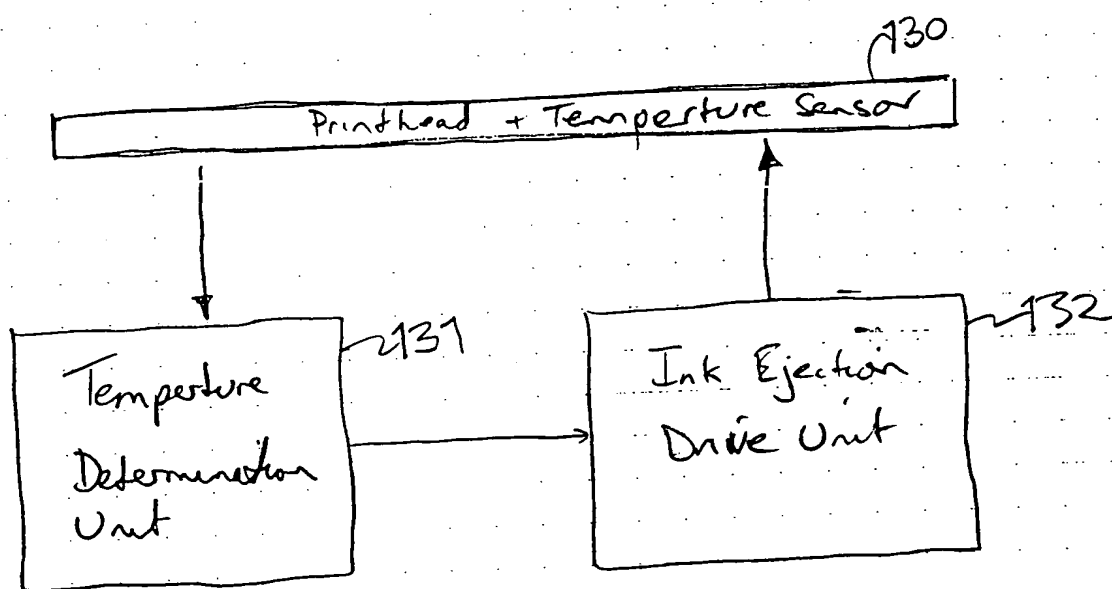 130
Printhead + Temperture Sensor
131
132
Temperture
Determination
Unit
Ink Ejection
Drive Unit